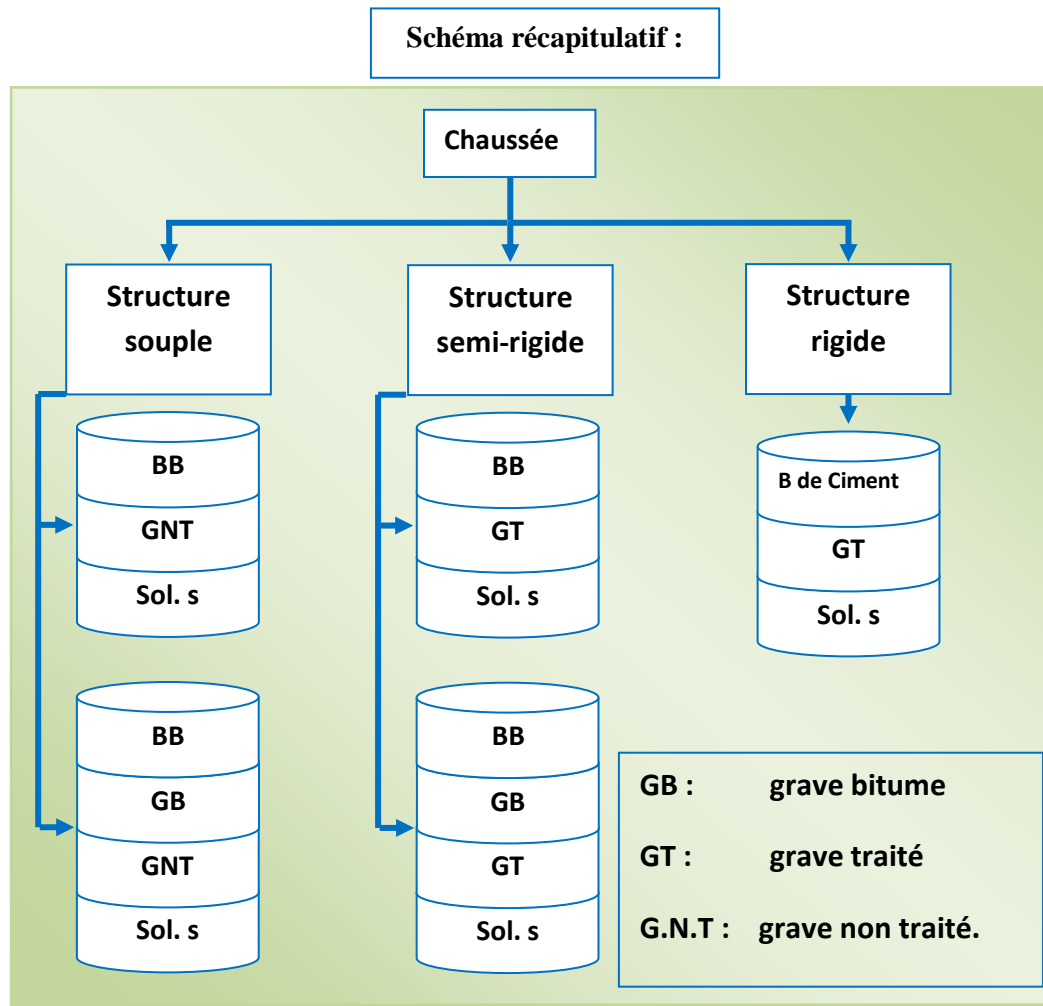 Schéma récapitulatif :
Chaussée
Structure
souple
Structure
semi-rigide
Structure
rigide
BB
GNT
Sol. s
BB
GB
GNT
Sol. s
BB
GT
Sol. s
BB
GB
GT
Sol. s
B de Ciment
GT
Sol. s
GB : grave bitume
GT : grave traité
G.N.T : grave non traité.